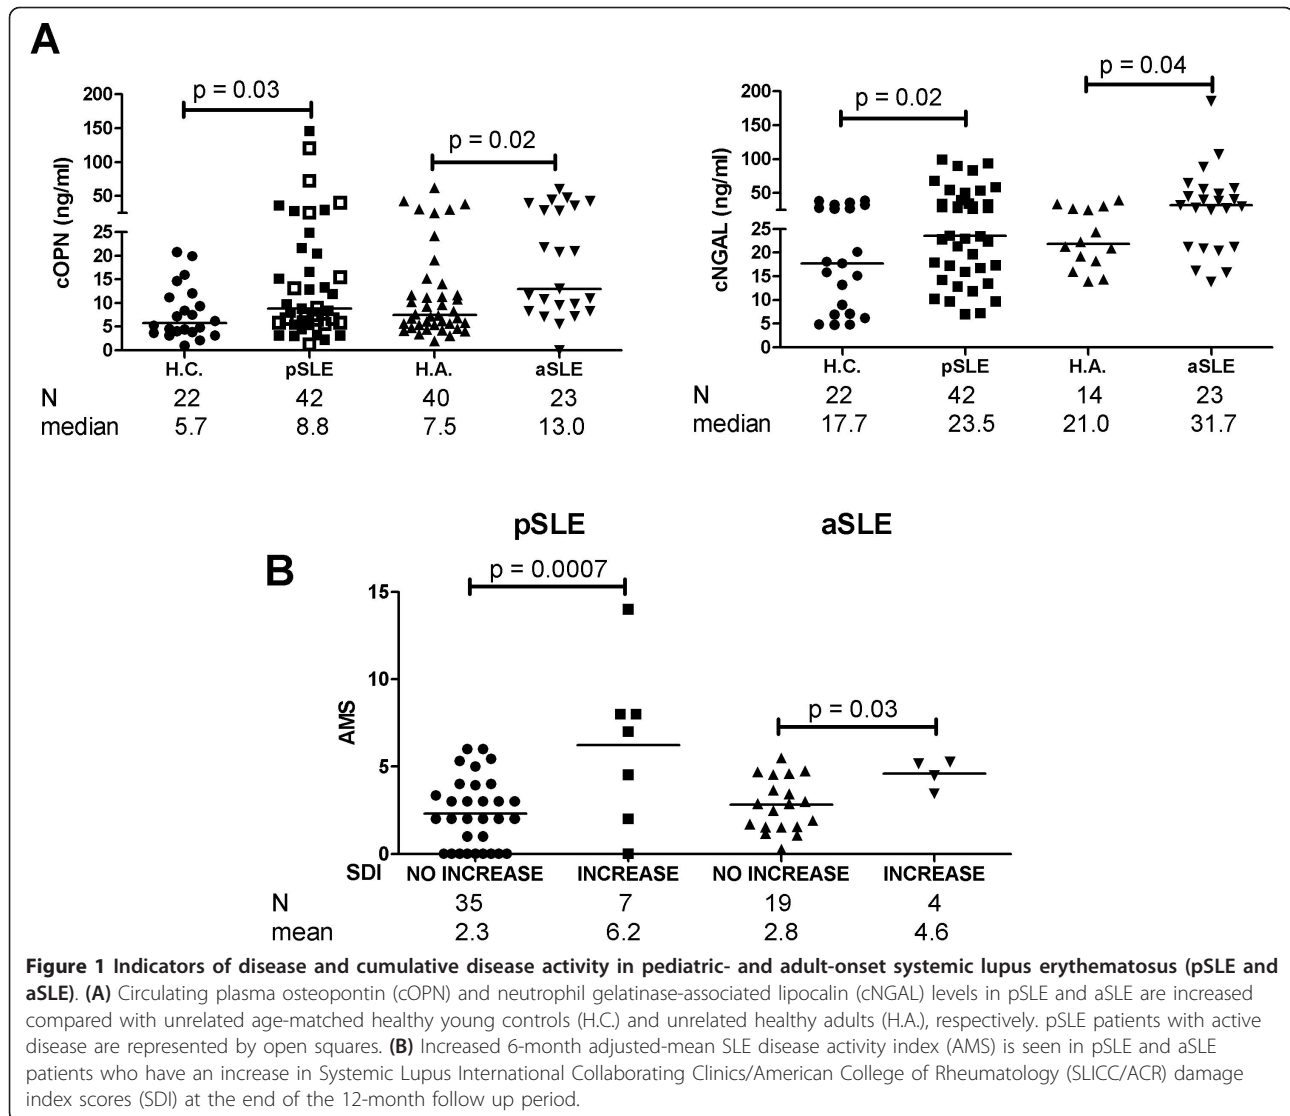 A
p = 0.03
p = 0.02
cOPN (ng/ml)
200
150
100
50
25
20
15
10
5
0
H.C. pSLE H.A. aSLE
N 22 42 40 23
median 5.7 8.8 7.5 13.0
p = 0.02
p = 0.04
cNGAL (ng/ml)
200
150
100
50
25
20
15
10
5
0
H.C. pSLE H.A. aSLE
N 22 42 14 23
median 17.7 23.5 21.0 31.7
pSLE aSLE
B
p = 0.0007
p = 0.03
AMS
15
10
5
0
SDI NO INCREASE INCREASE NO INCREASE INCREASE
N 35 7 19 4
mean 2.3 6.2 2.8 4.6
Figure 1 Indicators of disease and cumulative disease activity in pediatric- and adult-onset systemic lupus erythematosus (pSLE and
aSLE). (A) Circulating plasma osteopontin (cOPN) and neutrophil gelatinase-associated lipocalin (cNGAL) levels in pSLE and aSLE are increased
compared with unrelated age-matched healthy young controls (H.C.) and unrelated healthy adults (H.A.), respectively. pSLE patients with active
disease are represented by open squares. (B) Increased 6-month adjusted-mean SLE disease activity index (AMS) is seen in pSLE and aSLE
patients who have an increase in Systemic Lupus International Collaborating Clinics/American College of Rheumatology (SLICC/ACR) damage
index scores (SDI) at the end of the 12-month follow up period.